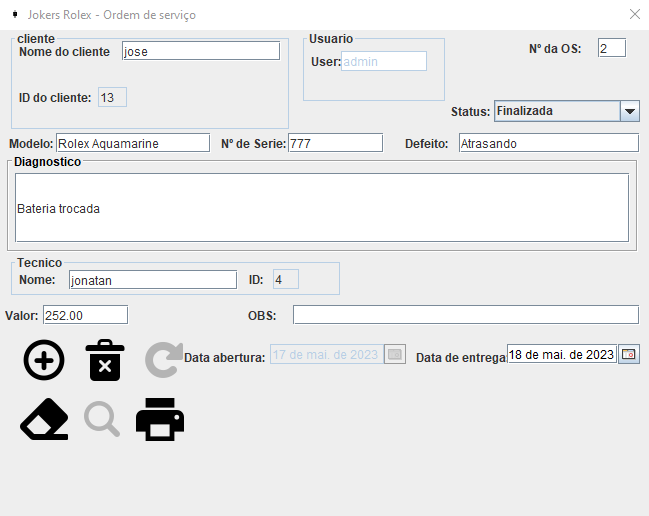 Jokers Rolex - Ordem de serviço
cliente
Nome do cliente jose
ID do cliente: 13
Usuario
User: admin
Nº da OS: 2
Status: Finalizada
Modelo: Rolex Aquamarine Nº de Serie: 777 Defeito: Atrasando
Diagnostico
Bateria trocada
Tecnico
Nome: jonatan ID: 4
Valor: 252.00 OBS:
Data abertura: 17 de mai. de 2023 Data de entrega: 18 de mai. de 2023